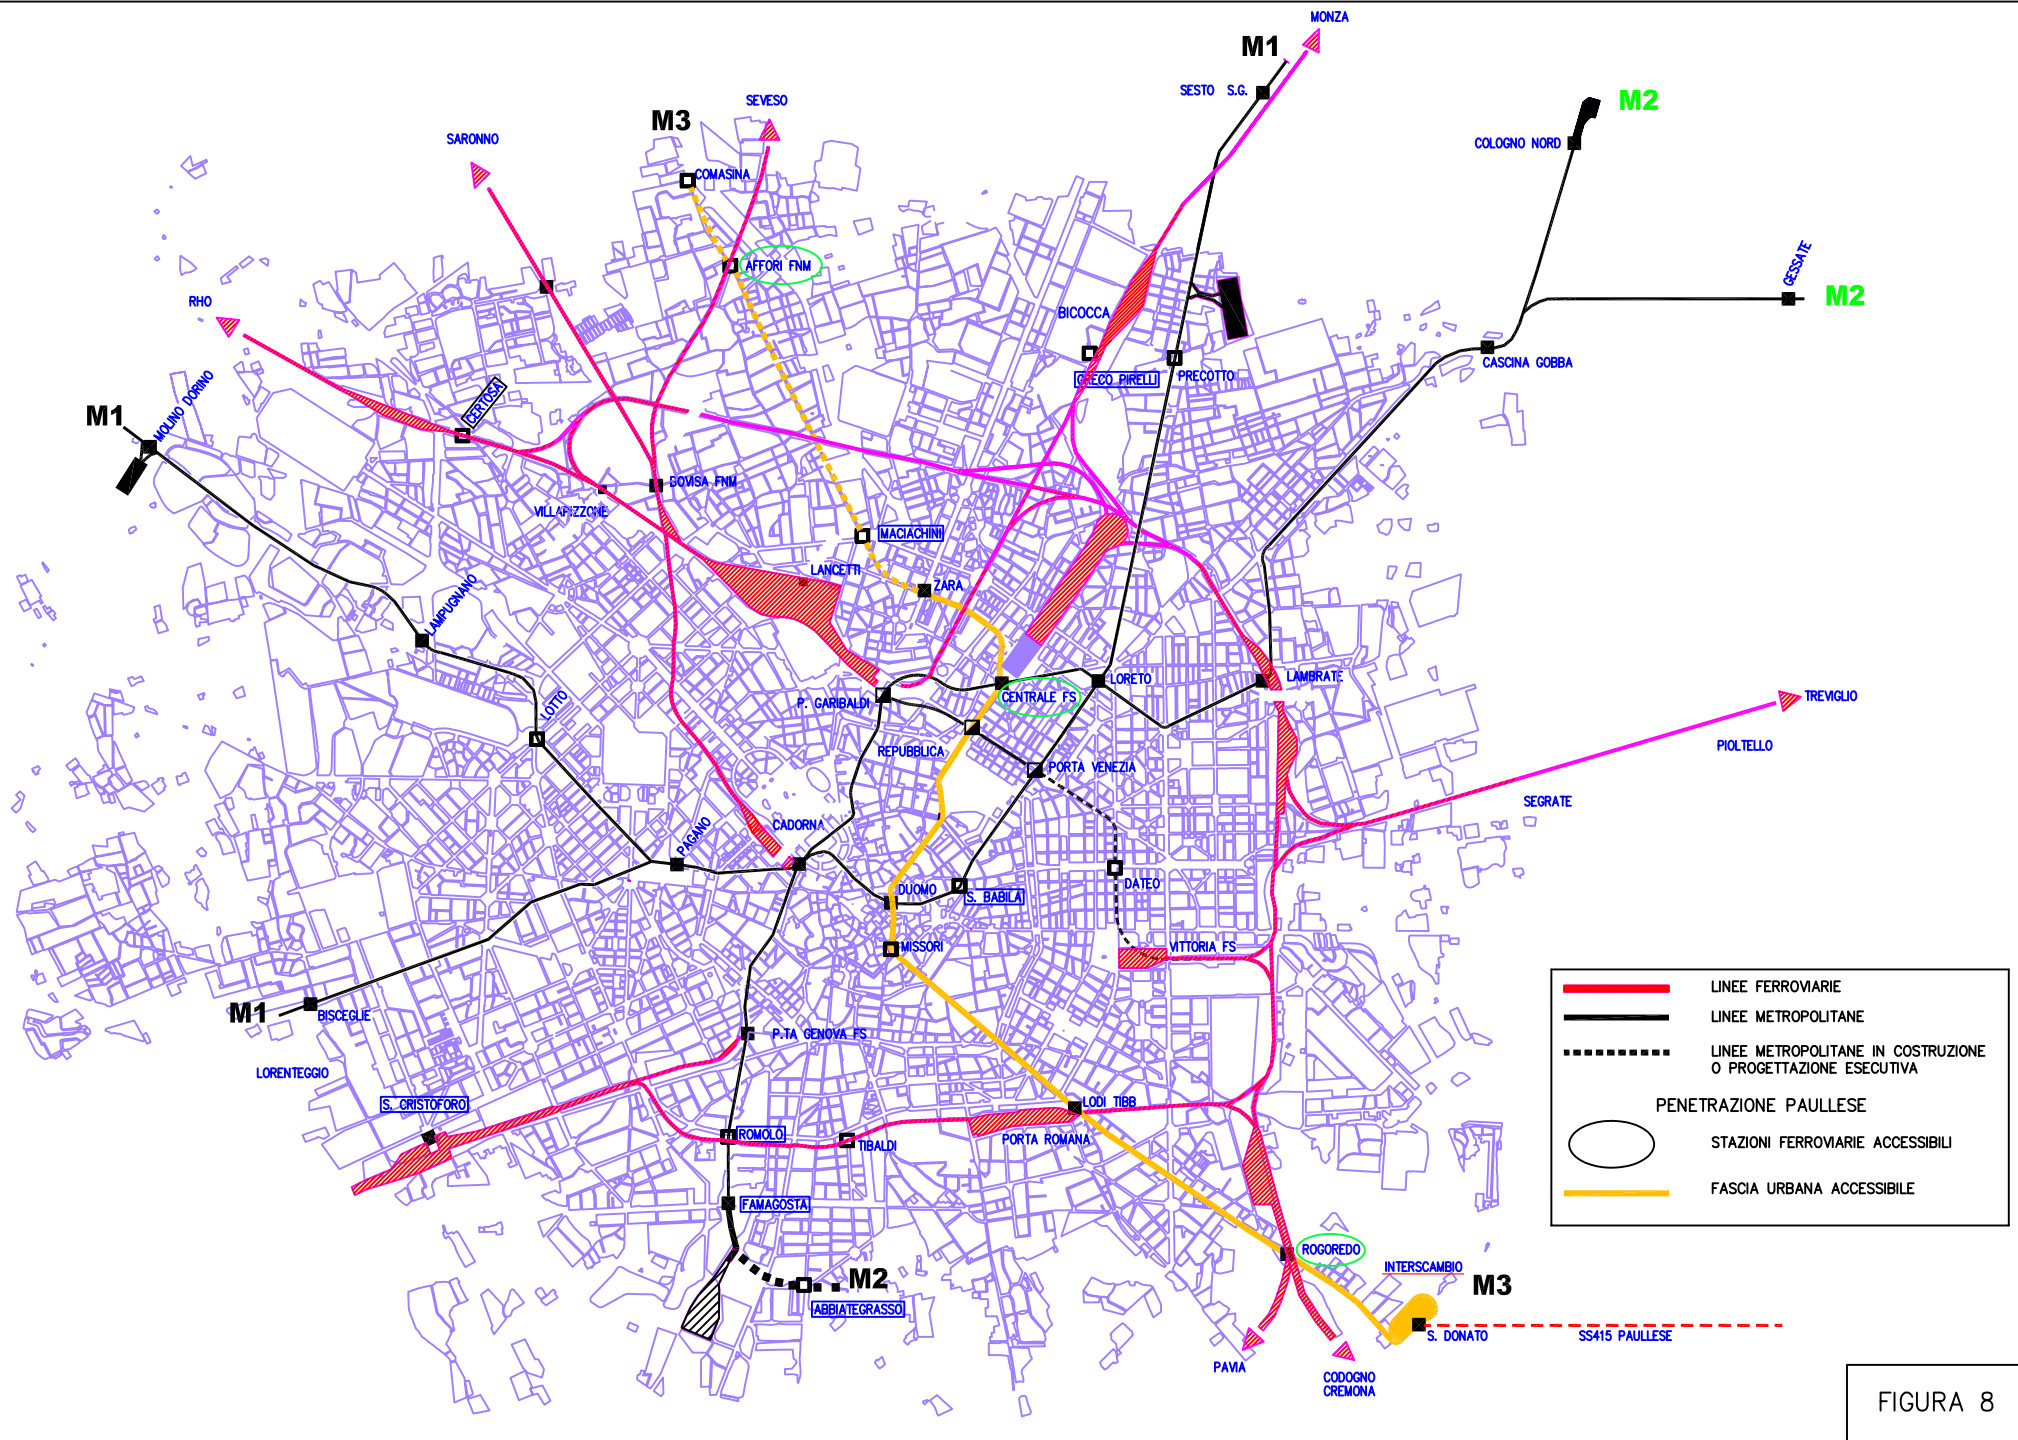 MONZA
M1
SESTO S.G.
M2
COLOGNO NORD
SEVESO
M3
SARONNO
COMASINA
AFFORI FNM
GESSATE
M2
RHO
BICOCCA
GRECO PIRELLI
PRECOTTO
CASCINA GOBBA
M1
MOLINO DORINO
CERTOSA
BOVISA FNM
VILLAPIZZONE
MACIACHINI
LANCETTI
ZARA
LAMPUGNANO
LORETO
LAMBRATE
CENTRALE FS
P. GARIBALDI
TREVIGLIO
LOTTO
REPUBBLICA
PIOLTELLO
PORTA VENEZIA
SEGRATE
CADORNA
PAGANO
DUOMO
S. BABILA
DATEO
MISSORI
VITTORIA FS
M1
BISCEGLIE
P.TA GENOVA FS
LORENTEGGIO
S. CRISTOFORO
LODI TIBB
ROMOLO
TIBALDI
PORTA ROMANA
FAMAGOSTA
ROGOREDO
INTERSCAMBIO
M2
M3
ABBIATEGRASSO
S. DONATO
SS415 PAULLESE
PAVIA
CODOGNO
CREMONA
LINEE FERROVIARIE
LINEE METROPOLITANE
LINEE METROPOLITANE IN COSTRUZIONE
O PROGETTAZIONE ESECUTIVA
PENETRAZIONE PAULLESE
STAZIONI FERROVIARIE ACCESSIBILI
FASCIA URBANA ACCESSIBILE
FIGURA 8